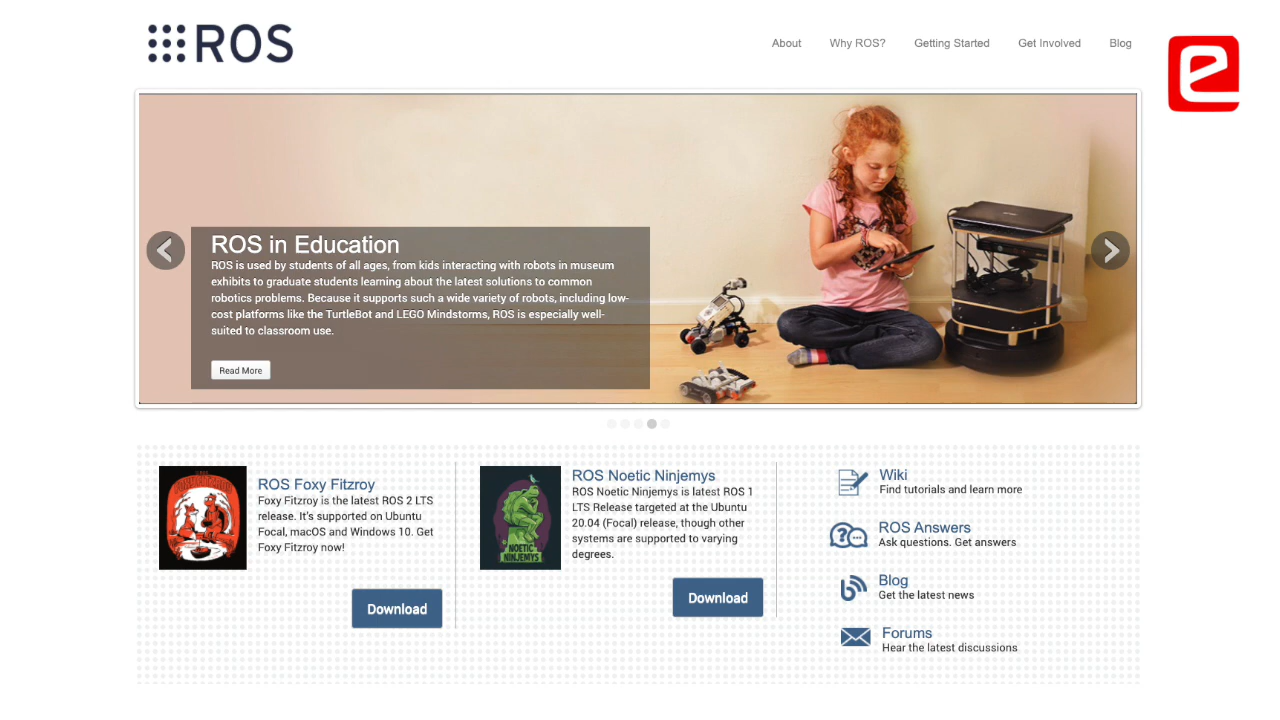 ROS
About
Why ROS?
Getting Started
Get Involved
Blog
e
ROS in Education
ROS is used by students of all ages, from kids interacting with robots in museum
exhibits to graduate students learning about the latest solutions to common
robotics problems. Because it supports such a wide variety of robots, including low-
cost platforms like the TurtleBot and LEGO Mindstorms, ROS is especially well-
suited to classroom use.
Read More
ROS Foxy Fitzroy
Foxy Fitzroy is the latest ROS 2 LTS
release. It's supported on Ubuntu
Focal, macOS and Windows 10. Get
Foxy Fitzroy now!
Download
NOETIC
NINJEMYS
ROS Noetic Ninjemys
ROS Noetic Ninjemys is latest ROS 1
LTS Release targeted at the Ubuntu
20.04 (Focal) release, though other
systems are supported to varying
degrees.
Download
Wiki
Find tutorials and learn more
ROS Answers
Ask questions. Get answers
Blog
Get the latest news
Forums
Hear the latest discussions